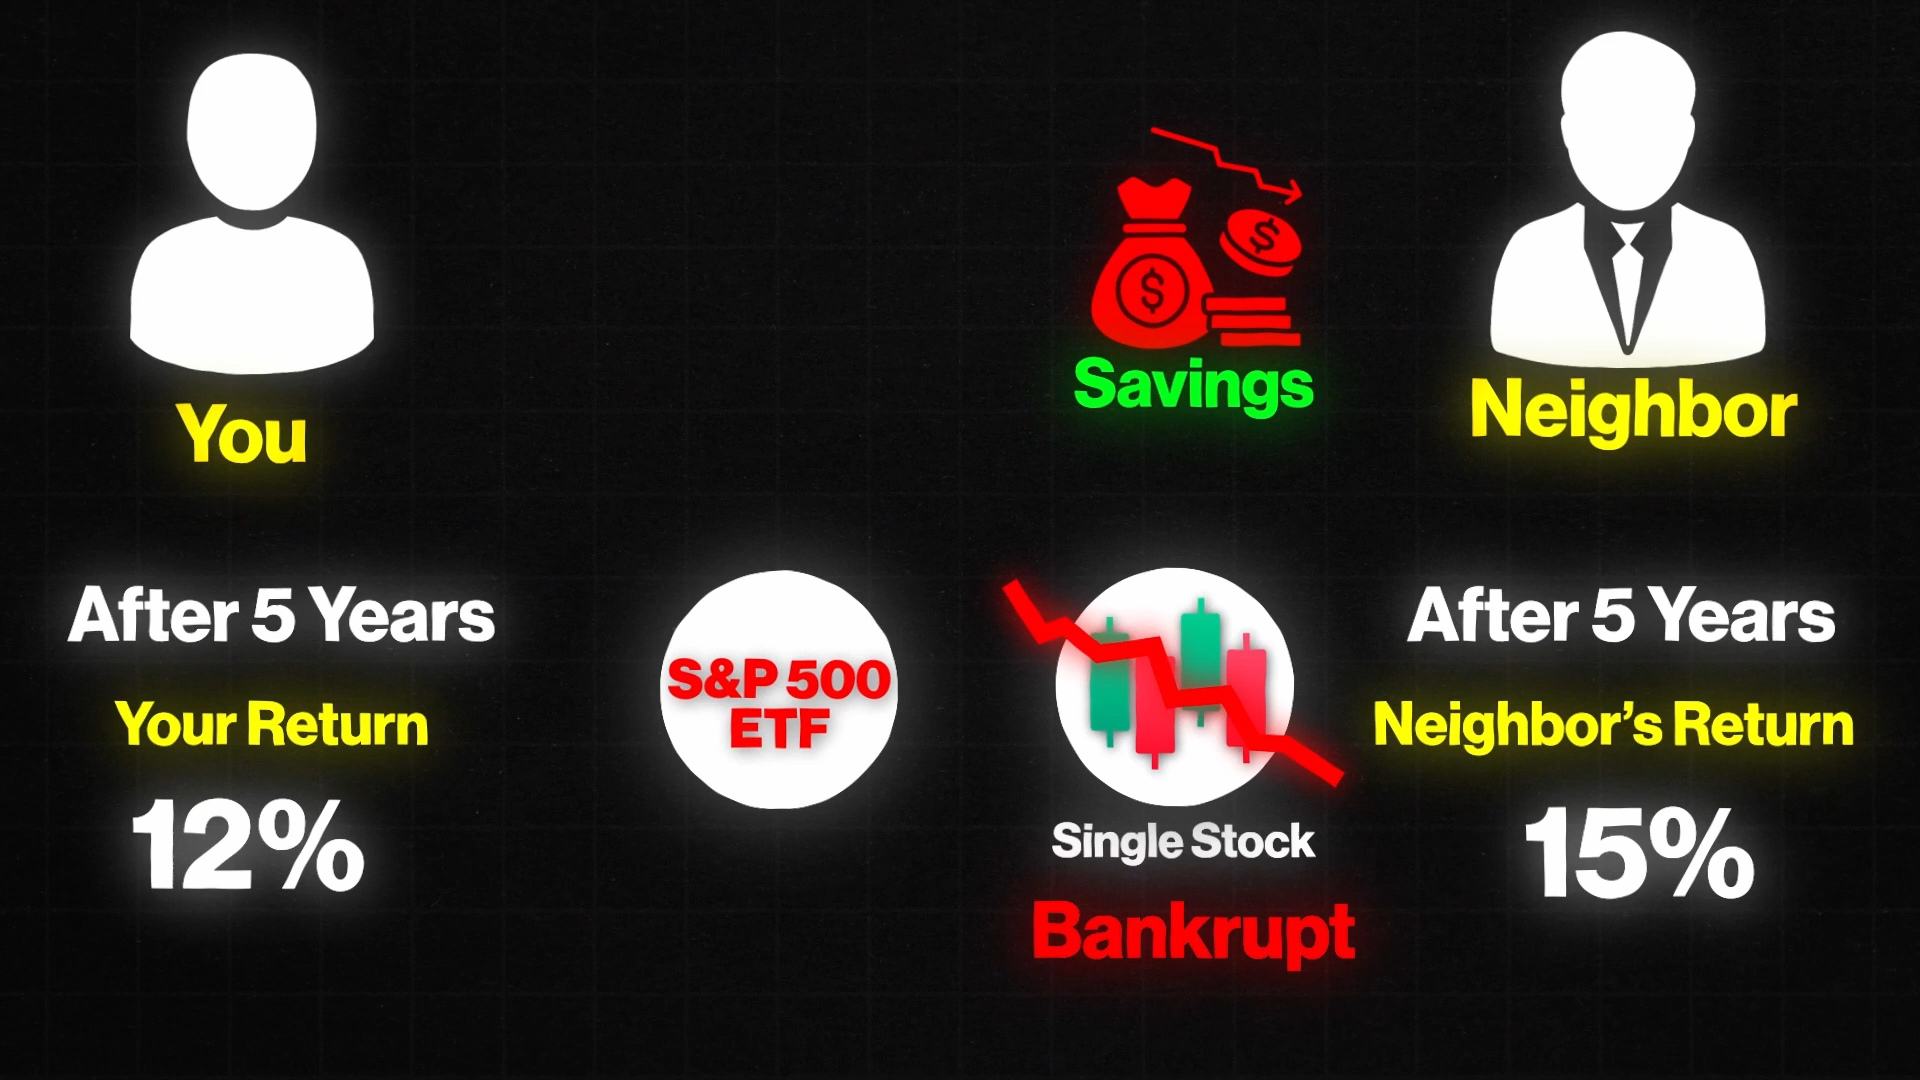 You
Savings
Neighbor
After 5 Years
Your Return
12%
S&P 500
ETF
$
$
Single Stock
Bankrupt
After 5 Years
Neighbor’s Return
15%